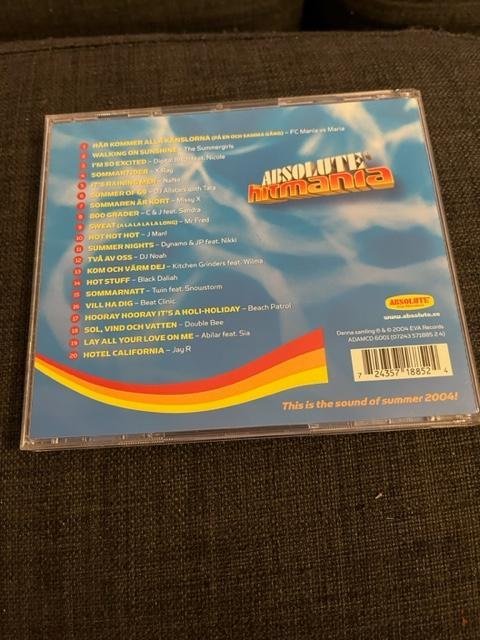 1 HÄR KOMMER ALLA KÄNSLORNA (PÅ EN OCH SAMMA GÅNG) – FC Mania vs Maria
2 WALKING ON SUNSHINE – The Summergirls
3 I'M SO EXCITED – Digital Bitch feat. Nicole
4 SOMMARTIDER – X-Ray
5 IT'S RAINING MEN – NaNa
6 SUMMER OF 69 – DJ Allstars with Tata
7 SOMMAREN ÄR KORT – Missy X
8 800 GRADER – C & J feat. Sandra
9 SWEAT (A LA LA LA LA LONG) – Mr Fred
10 HOT HOT HOT – J Man!
11 SUMMER NIGHTS – Dynamo & JP feat. Nikki
12 TVÅ AV OSS – DJ Noah
13 KOM OCH VÄRM DEJ – Kitchen Grinders feat. Wilma
14 HOT STUFF – Black Daliah
15 SOMMARNATT – Twin feat. Snowstorm
16 VILL HA DIG – Beat Clinic
17 HOORAY HOORAY IT'S A HOLI-HOLIDAY – Beach Patrol
18 SOL, VIND OCH VATTEN – Double Bee
19 LAY ALL YOUR LOVE ON ME – Abilar feat. Sia
20 HOTEL CALIFORNIA – Jay R
ABSOLUTE
hitmania
ABSOLUTE
www.absolute.se
Denna samling ℗ & © 2004 EVA Records
ADAMCD 6001 (07243 571885 2 4)
7 24357 18852 4
This is the sound of summer 2004!